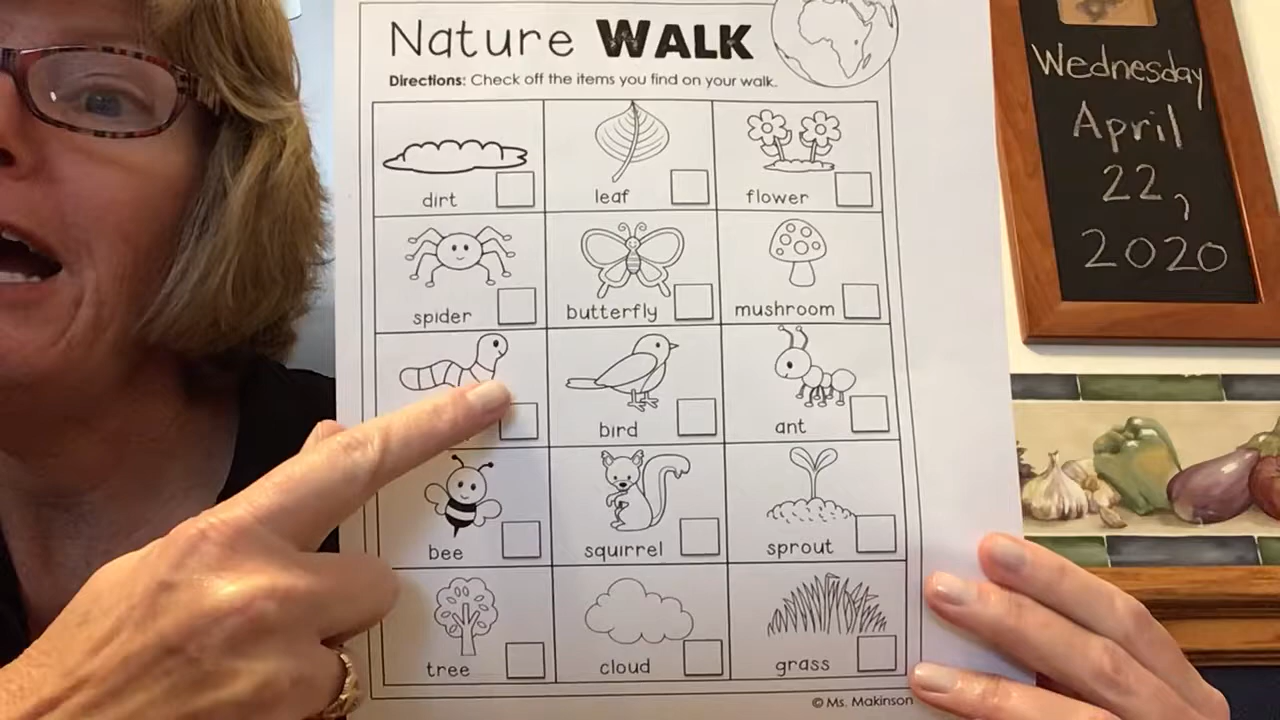 Nature WALK
Directions: Check off the items you find on your walk.
dirt leaf flower
spider butterfly mushroom
bird ant
bee squirrel sprout
tree cloud grass
© Ms. Makinson
Wednesday
April
22,
2020